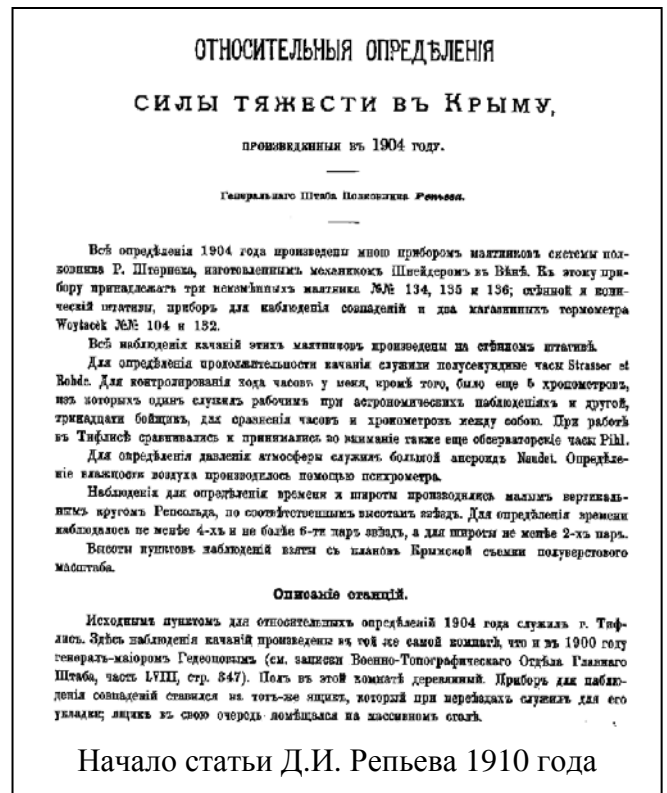 ОТНОСИТЕЛЬНЫЯ ОПРЕДѢЛЕНІЯ
СИЛЫ ТЯЖЕСТИ ВЪ КРЫМУ,
ПРОИЗВЕДЕННЫЯ ВЪ 1904 ГОДУ.
Генеральнаго Штаба Полковника Репьева.
Всѣ опредѣленія 1904 года произведены мною приборомъ маятниковъ системы пол-
ковника Р. Штернека, изготовленнымъ механикомъ Шнейдеромъ въ Вѣнѣ. Къ этому при-
бору принадлежатъ три неизмѣнныхъ маятника №№ 134, 135 и 136; стѣнной и кони-
ческій штативы, приборъ для наблюденія совпаденій и два магазинныхъ термометра
Woytaček №№ 104 и 132.
Всѣ наблюденія качаній этихъ маятниковъ произведены на стѣнномъ штативѣ.
Для опредѣленія продолжительности качанія служили полусекундные часы Strasser et
Rohde. Для контролированія хода часовъ у меня, кромѣ того, было еще 5 хронометровъ,
изъ которыхъ одинъ служилъ рабочимъ при астрономическихъ наблюденіяхъ и другой,
тринадцати бойщикъ, для сравненія часовъ и хронометровъ между собою. При работѣ
въ Тифлисѣ сравнивались и принимались во вниманіе также еще обсерваторскіе часы Pihl.
Для опредѣленія давленія атмосферы служилъ большой анероидъ Naudet. Опредѣле-
ніе влажности воздуха производилось помощью психрометра.
Наблюденія для опредѣленія времени и широты производились малымъ вертикаль-
нымъ кругомъ Репсольда, по соотвѣтственнымъ высотамъ звѣздъ. Для опредѣленія времени
наблюдалось не менѣе 4-хъ и не болѣе 6-ти паръ звѣздъ, а для широты не менѣе 2-хъ паръ.
Высоты пунктовъ наблюденій взяты съ плановъ Крымской съемки полуверстового
масштаба.
Описаніе станцій.
Исходнымъ пунктомъ для относительныхъ опредѣленій 1904 года служилъ г. Тиф-
лисъ. Здѣсь наблюденія качаній произведены въ той же самой комнатѣ, что и въ 1900 году
генералъ-маіоромъ Гедеоновымъ (см. записки Военно-Топографическаго Отдѣла Главнаго
Штаба, часть LVIII, стр. 347). Полъ въ этой комнатѣ деревянный. Приборъ для наблю-
денія совпаденій ставился на тотъ-же ящикъ, который при переѣздахъ служилъ для его
укладки; ящикъ въ свою очередь помѣщался на массивномъ столѣ.
Начало статьи Д.И. Репьева 1910 года